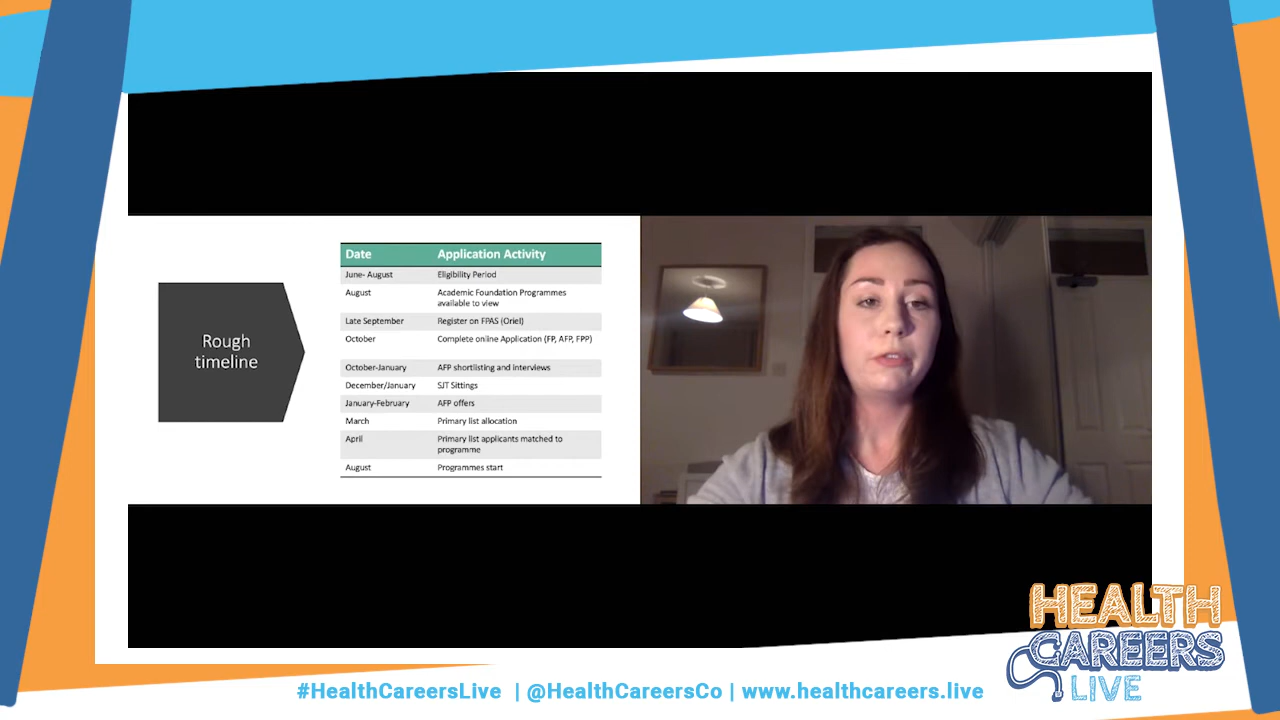 Rough
timeline
Date Application Activity
June- August Eligibility Period
August Academic Foundation Programmes
available to view
Late September Register on FPAS (Oriel)
October Complete online Application (FP, AFP, FPP)
October-January AFP shortlisting and interviews
December/January SJT Sittings
January-February AFP offers
March Primary list allocation
April Primary list applicants matched to
programme
August Programmes start
HEALTH
CAREERS
LIVE
#HealthCareersLive | @HealthCareersCo | www.healthcareers.live